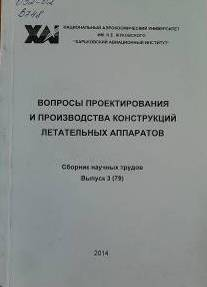 ХАІ
НАЦИОНАЛЬНЫЙ АЭРОКОСМИЧЕСКИЙ УНИВЕРСИТЕТ
ИМ. Н.Е. ЖУКОВСКОГО
"ХАРЬКОВСКИЙ АВИАЦИОННЫЙ ИНСТИТУТ"
ВОПРОСЫ ПРОЕКТИРОВАНИЯ
И ПРОИЗВОДСТВА КОНСТРУКЦИЙ
ЛЕТАТЕЛЬНЫХ АППАРАТОВ
Сборник научных трудов
Выпуск 3 (79)
2014